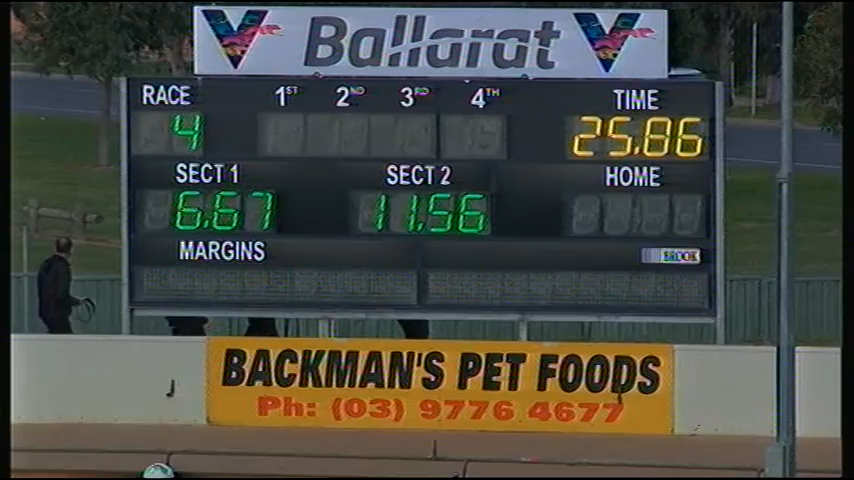 Ballarat
RACE 1ST 2ND 3RD 4TH TIME
4 25.86
SECT 1 SECT 2 HOME
6.67 11.56
MARGINS
BACKMAN'S PET FOODS
Ph: (03) 9776 4677